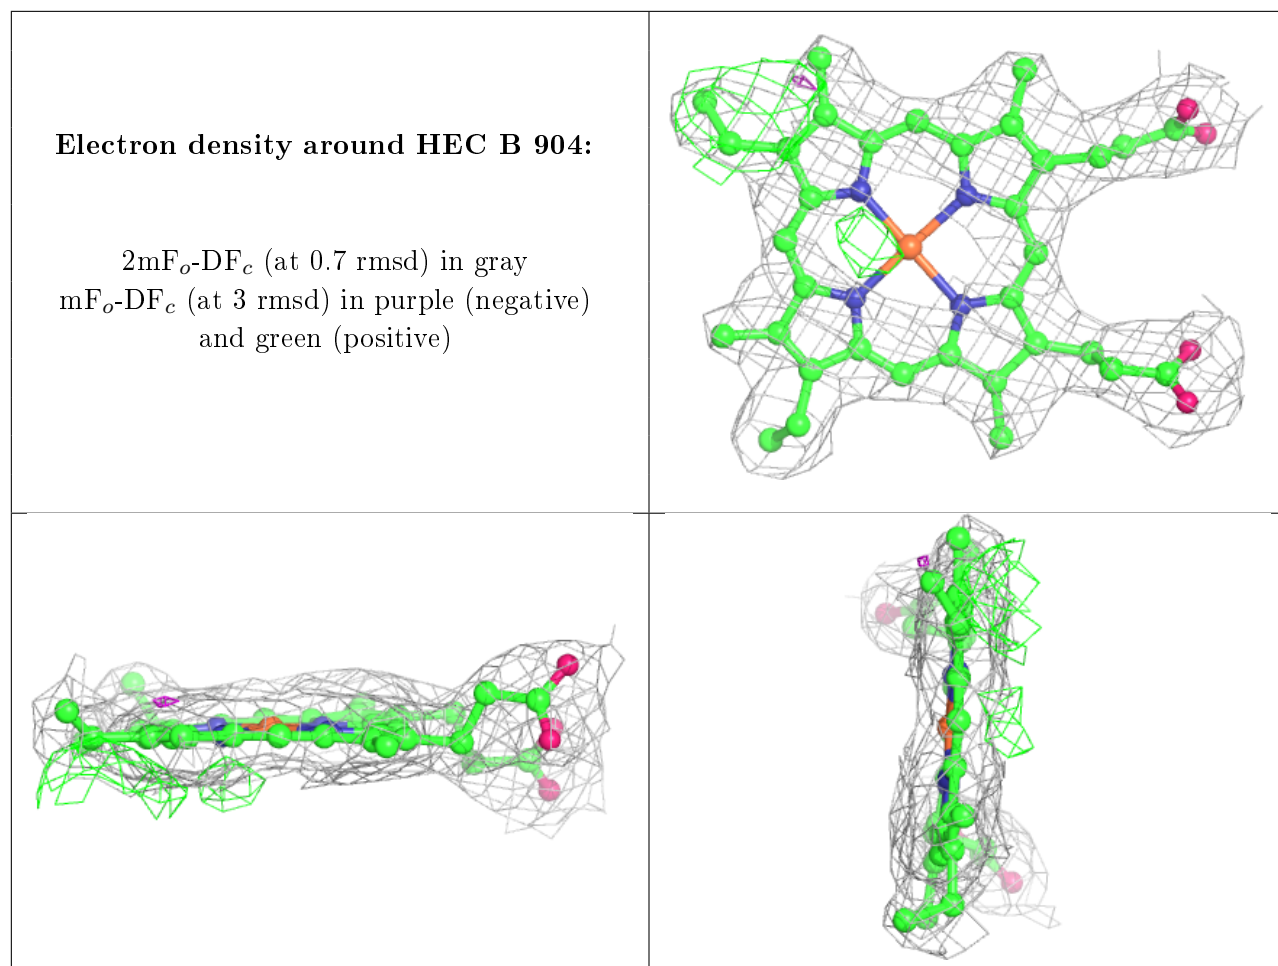 Electron density around HEC B 904:
2mFo-DFc (at 0.7 rmsd) in gray
mFo-DFc (at 3 rmsd) in purple (negative)
and green (positive)